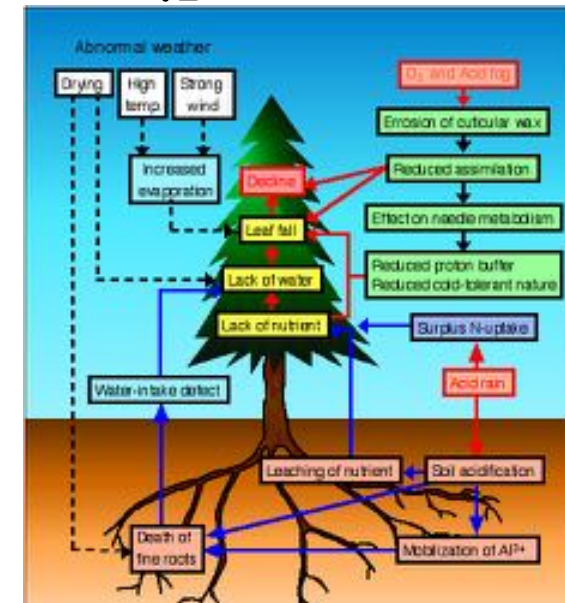 Abnormal weather
Drying
High
temp.
Strong
wind
O₃ and Acid fog
Errosion of cuticular wax
Increased
evaporation
Decline
Reduced assimilation
Leaf fall
Effect on needle metabolism
Lack of water
Reduced proton buffer
Reduced cold-tolerant nature
Lack of nutrient
Surplus N-uptake
Water-intake defect
Acid rain
Leaching of nutrient
Soil acidification
Death of
fine roots
Mobilization of Al³⁺